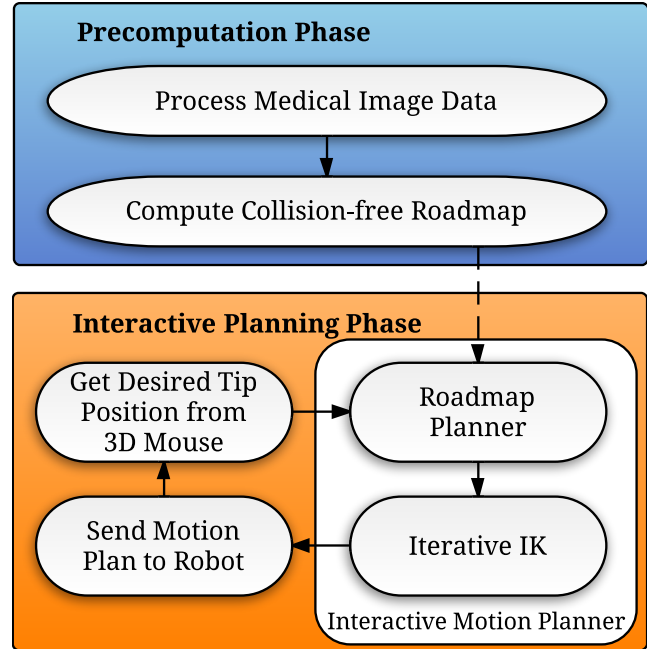 Precomputation Phase
Process Medical Image Data
Compute Collision-free Roadmap
Interactive Planning Phase
Get Desired Tip
Position from
3D Mouse
Roadmap
Planner
Send Motion
Plan to Robot
Iterative IK
Interactive Motion Planner